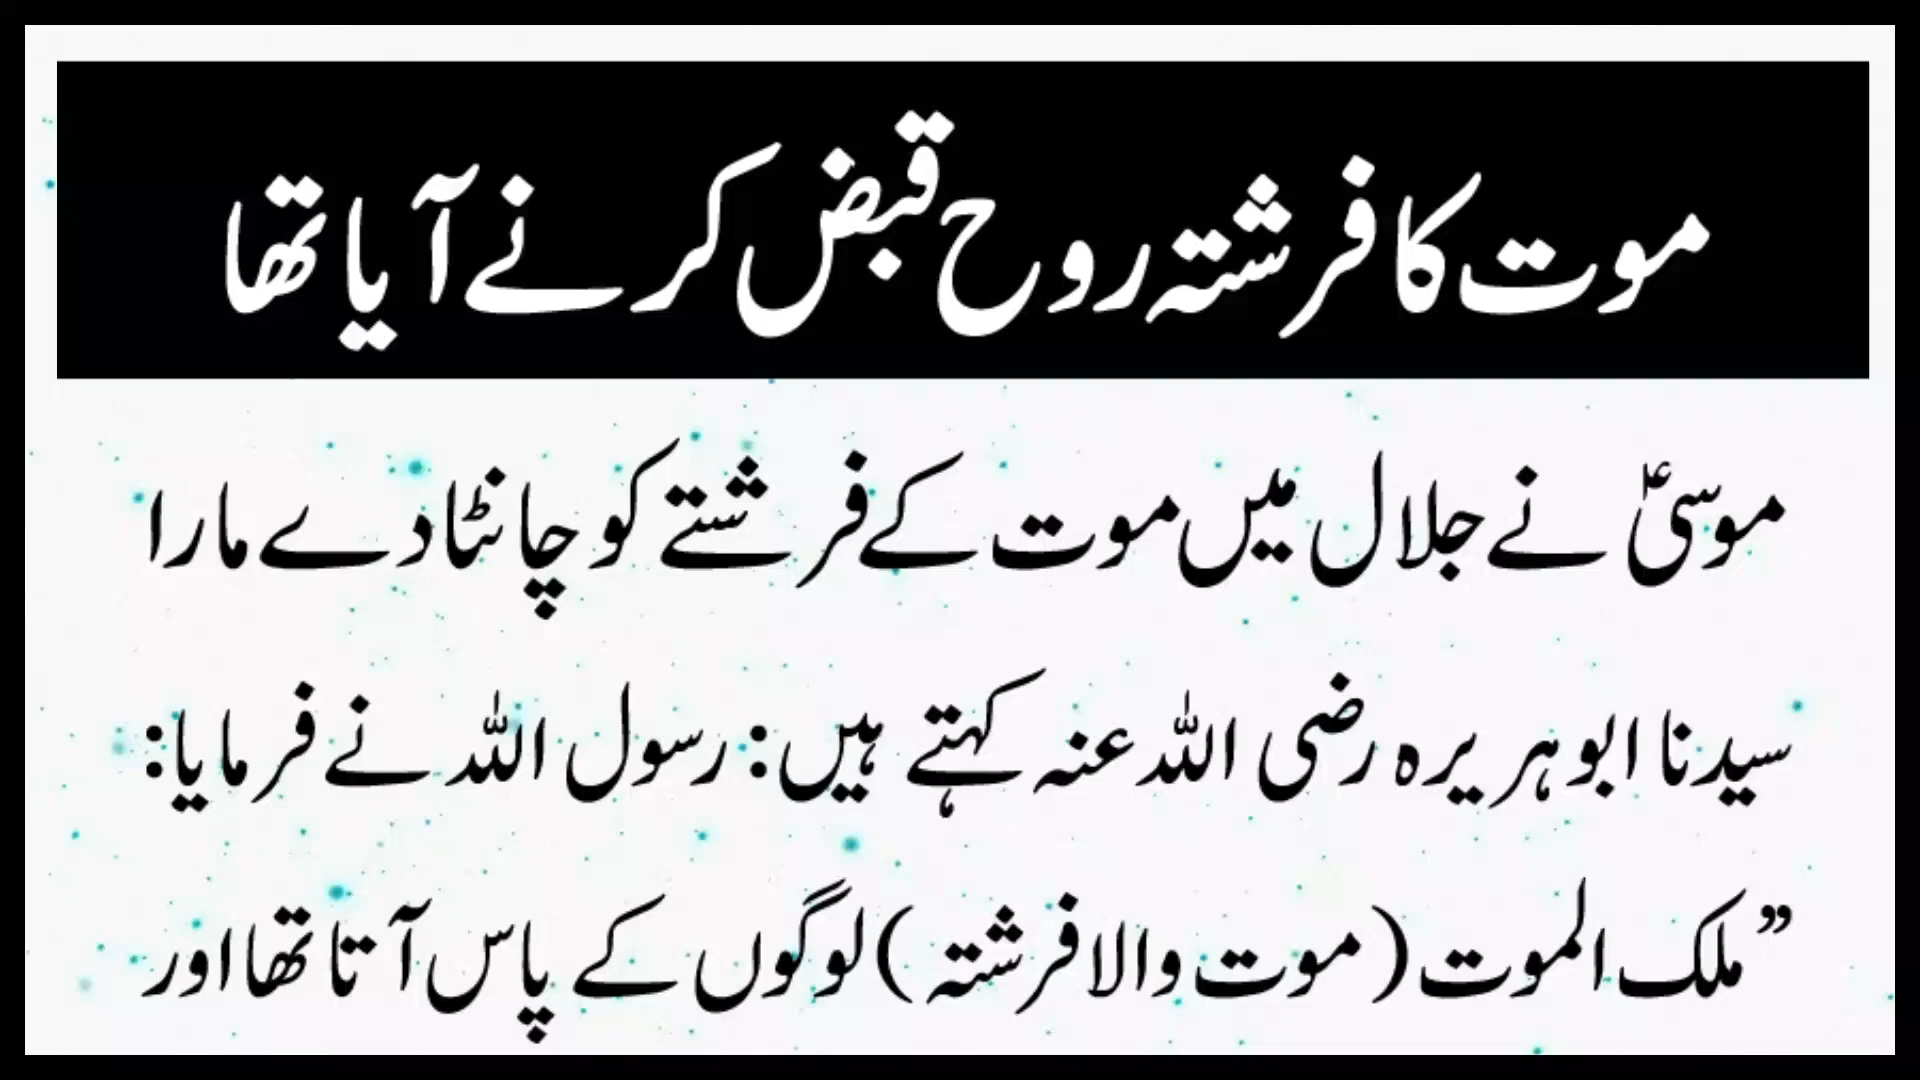 موت کا فرشتہ روح قبض کرنے آیا تھا
موسیٰؑ نے جلال میں موت کے فرشتے کو چانٹا دے مارا
سیدنا ابو ہریرہ رضی اللہ عنہ کہتے ہیں: رسول اللہ نے فرمایا:
”ملک الموت (موت والا فرشتہ) لوگوں کے پاس آتا تھا اور